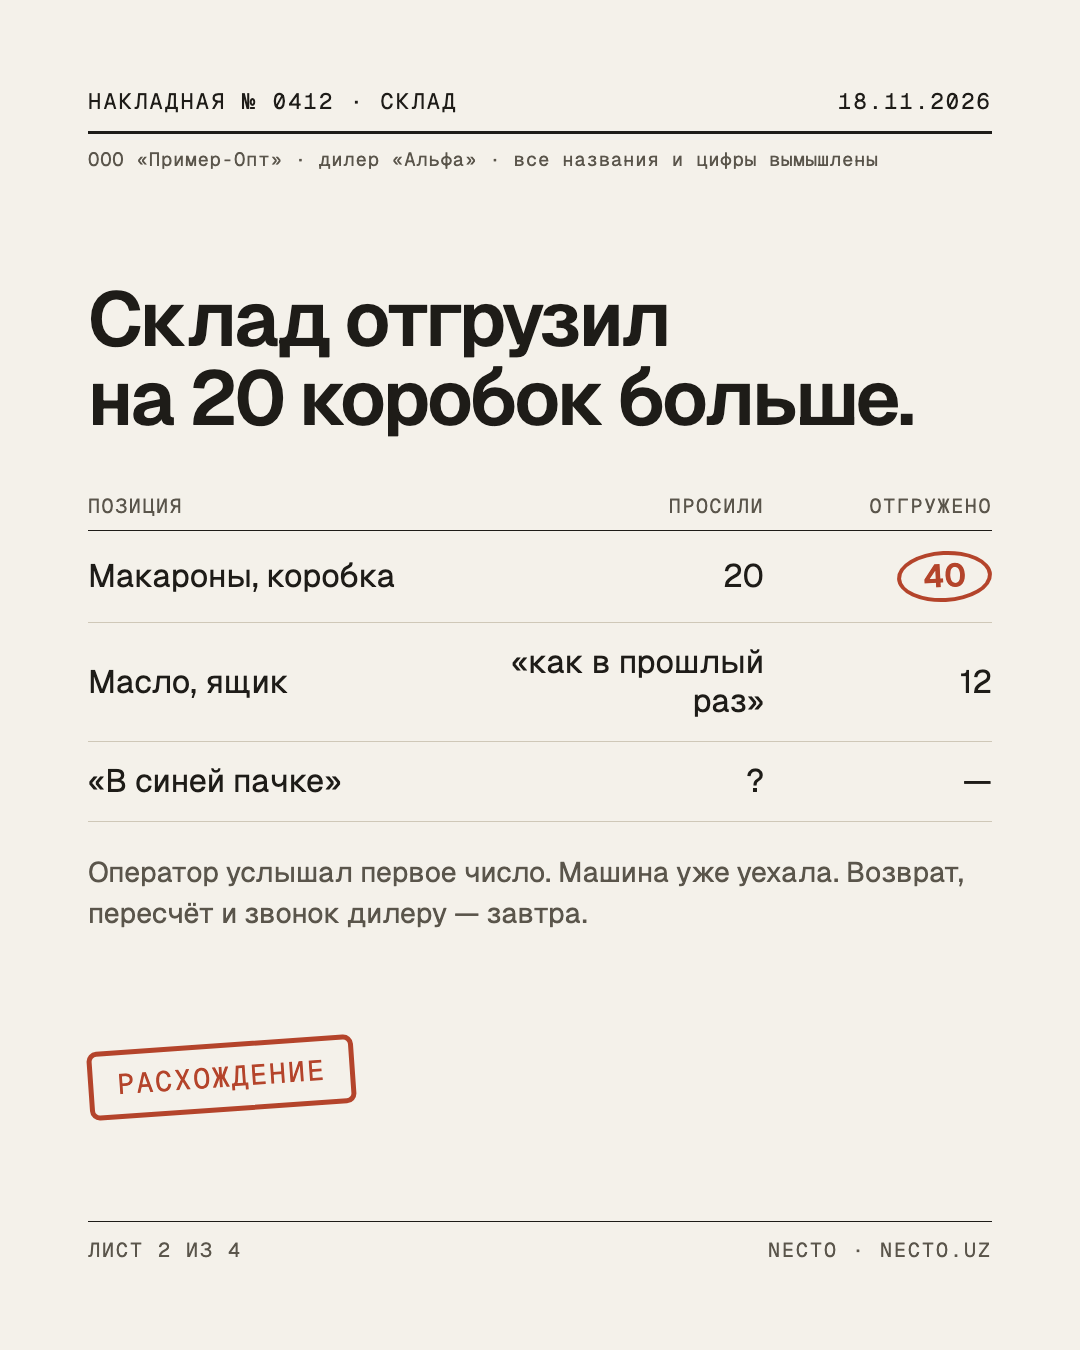 НАКЛАДНАЯ № 0412 · СКЛАД 18.11.2026
ООО «Пример-Опт» · дилер «Альфа» · все названия и цифры вымышлены
Склад отгрузил
на 20 коробок больше.
ПОЗИЦИЯ ПРОСИЛИ ОТГРУЖЕНО
Макароны, коробка 20 40
Масло, ящик «как в прошлый раз» 12
«В синей пачке» ? —
Оператор услышал первое число. Машина уже уехала. Возврат,
пересчёт и звонок дилеру — завтра.
РАСХОЖДЕНИЕ
ЛИСТ 2 ИЗ 4 NECTO · NECTO.UZ